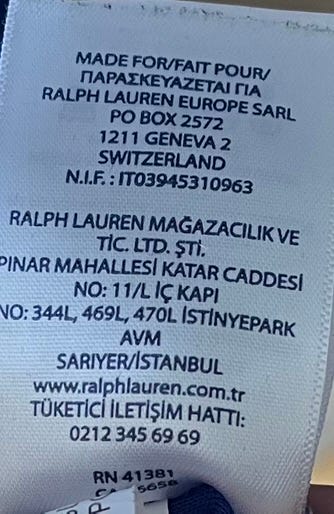 MADE FOR/FAIT POUR/
ΠΑΡΑΣΚΕΥΑΖΕΤΑΙ ΓΙΑ
RALPH LAUREN EUROPE SARL
PO BOX 2572
1211 GENEVA 2
SWITZERLAND
N.I.F. : IT03945310963
RALPH LAUREN MAĞAZACILIK VE
TİC. LTD. ŞTİ.
PINAR MAHALLESİ KATAR CADDESİ
NO: 11/L İÇ KAPI
NO: 344L, 469L, 470L İSTİNYEPARK
AVM
SARIYER/İSTANBUL
www.ralphlauren.com.tr
TÜKETİCİ İLETİŞİM HATTI:
0212 345 69 69
RN 41381